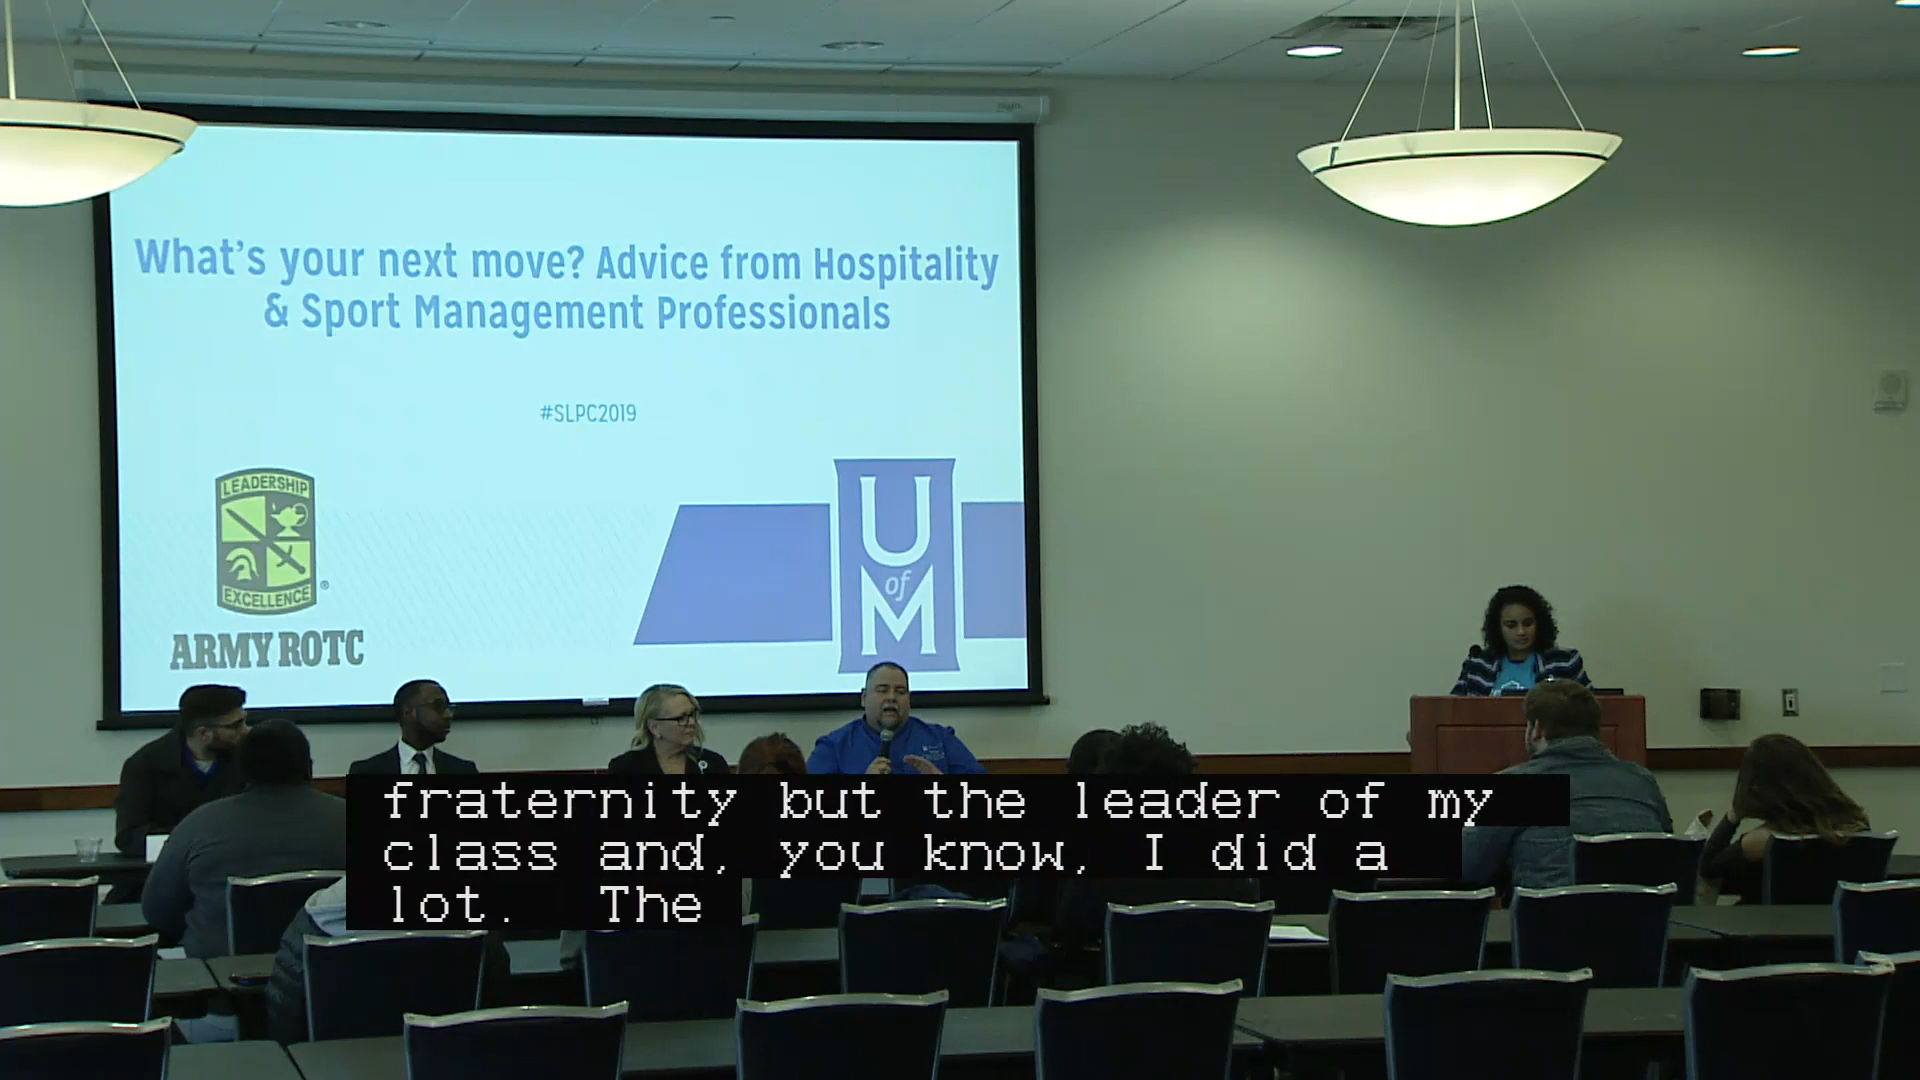 What's your next move? Advice from Hospitality
& Sport Management Professionals
#SLPC2019
LEADERSHIP
EXCELLENCE
®
ARMY ROTC
U
of
M
fraternity but the leader of my
class and, you know, I did a
lot.  The